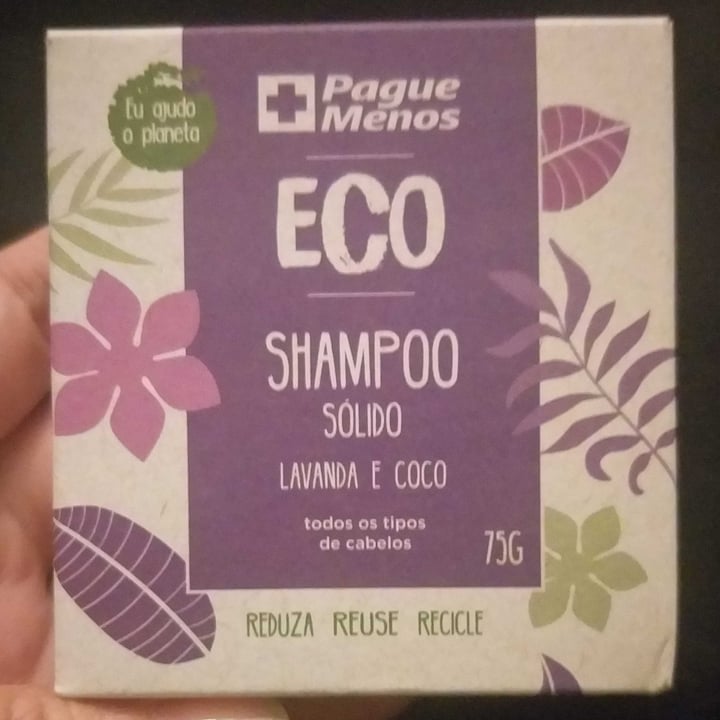 Eu ajudo
o planeta
Pague
Menos
ECO
SHAMPOO
SÓLIDO
LAVANDA E COCO
todos os tipos
de cabelos
75G
REDUZA REUSE RECICLE